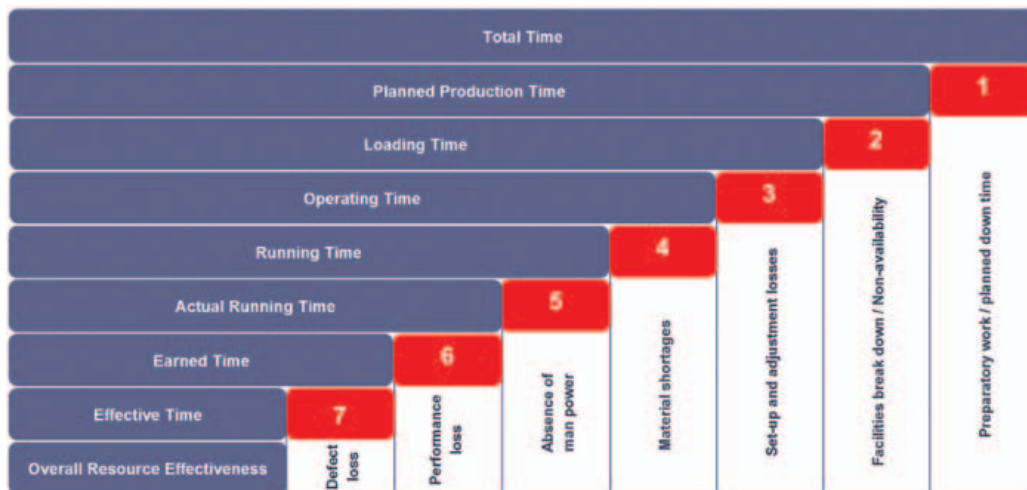 Total Time
Planned Production Time
1
Loading Time
2
Operating Time
3
Running Time
4
Actual Running Time
5
Earned Time
6
Effective Time
7
Overall Resource Effectiveness
Defect
loss
Performance
loss
Absence of
man power
Material shortages
Set-up and adjustment losses
Facilities break down / Non-availability
Preparatory work / planned down time